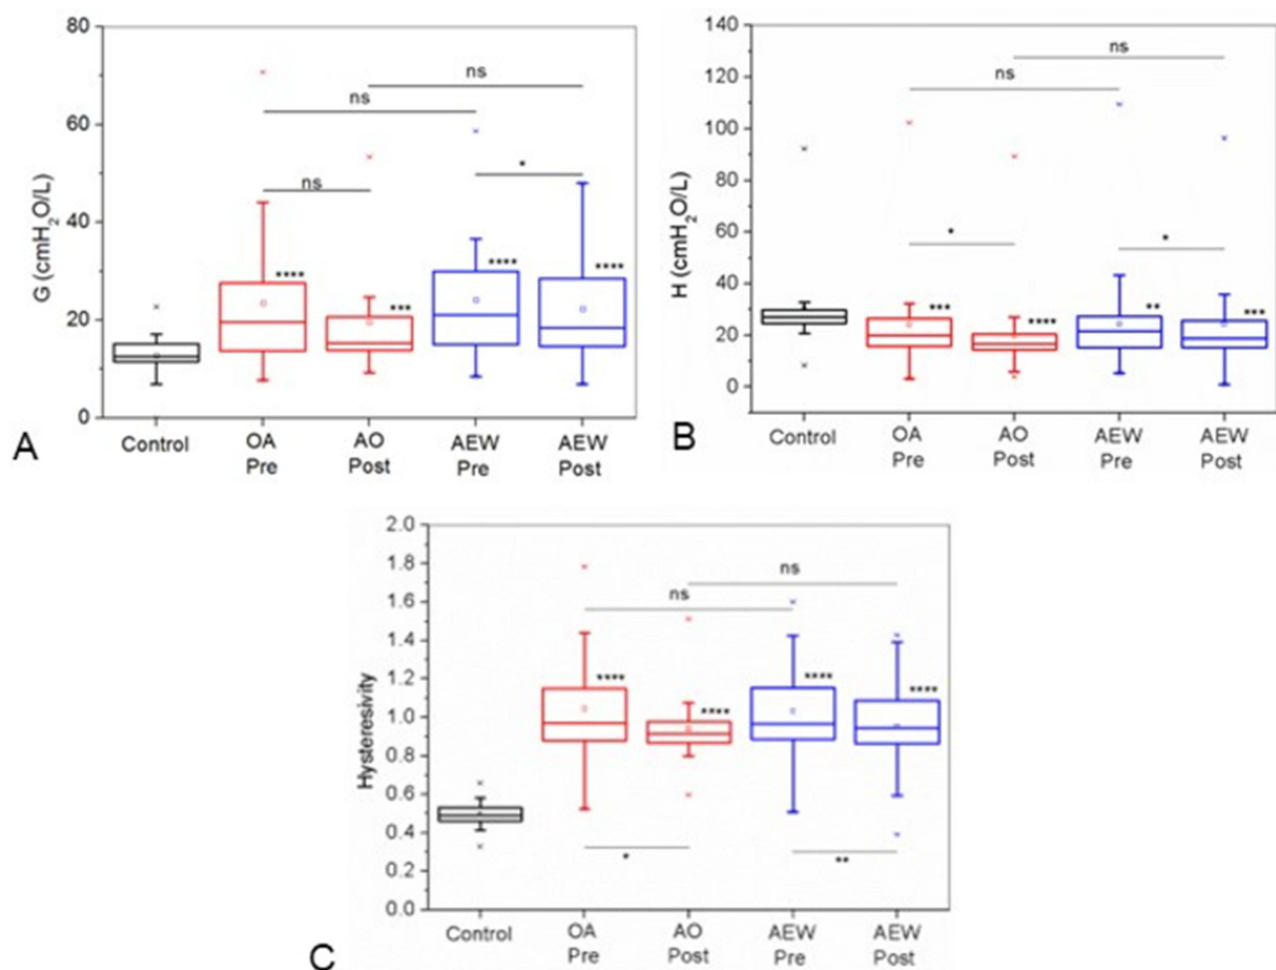 80
60
40
20
0
G (cmH2O/L)
ns
ns
ns
*
****
***
****
****
Control
OA
Pre
AO
Post
AEW
Pre
AEW
Post
A
140
120
100
80
60
40
20
0
H (cmH2O/L)
ns
ns
*
*
***
****
**
***
Control
OA
Pre
AO
Post
AEW
Pre
AEW
Post
B
2.0
1.8
1.6
1.4
1.2
1.0
0.8
0.6
0.4
0.2
0.0
Hysteresivity
ns
ns
****
****
****
****
*
**
Control
OA
Pre
AO
Post
AEW
Pre
AEW
Post
C